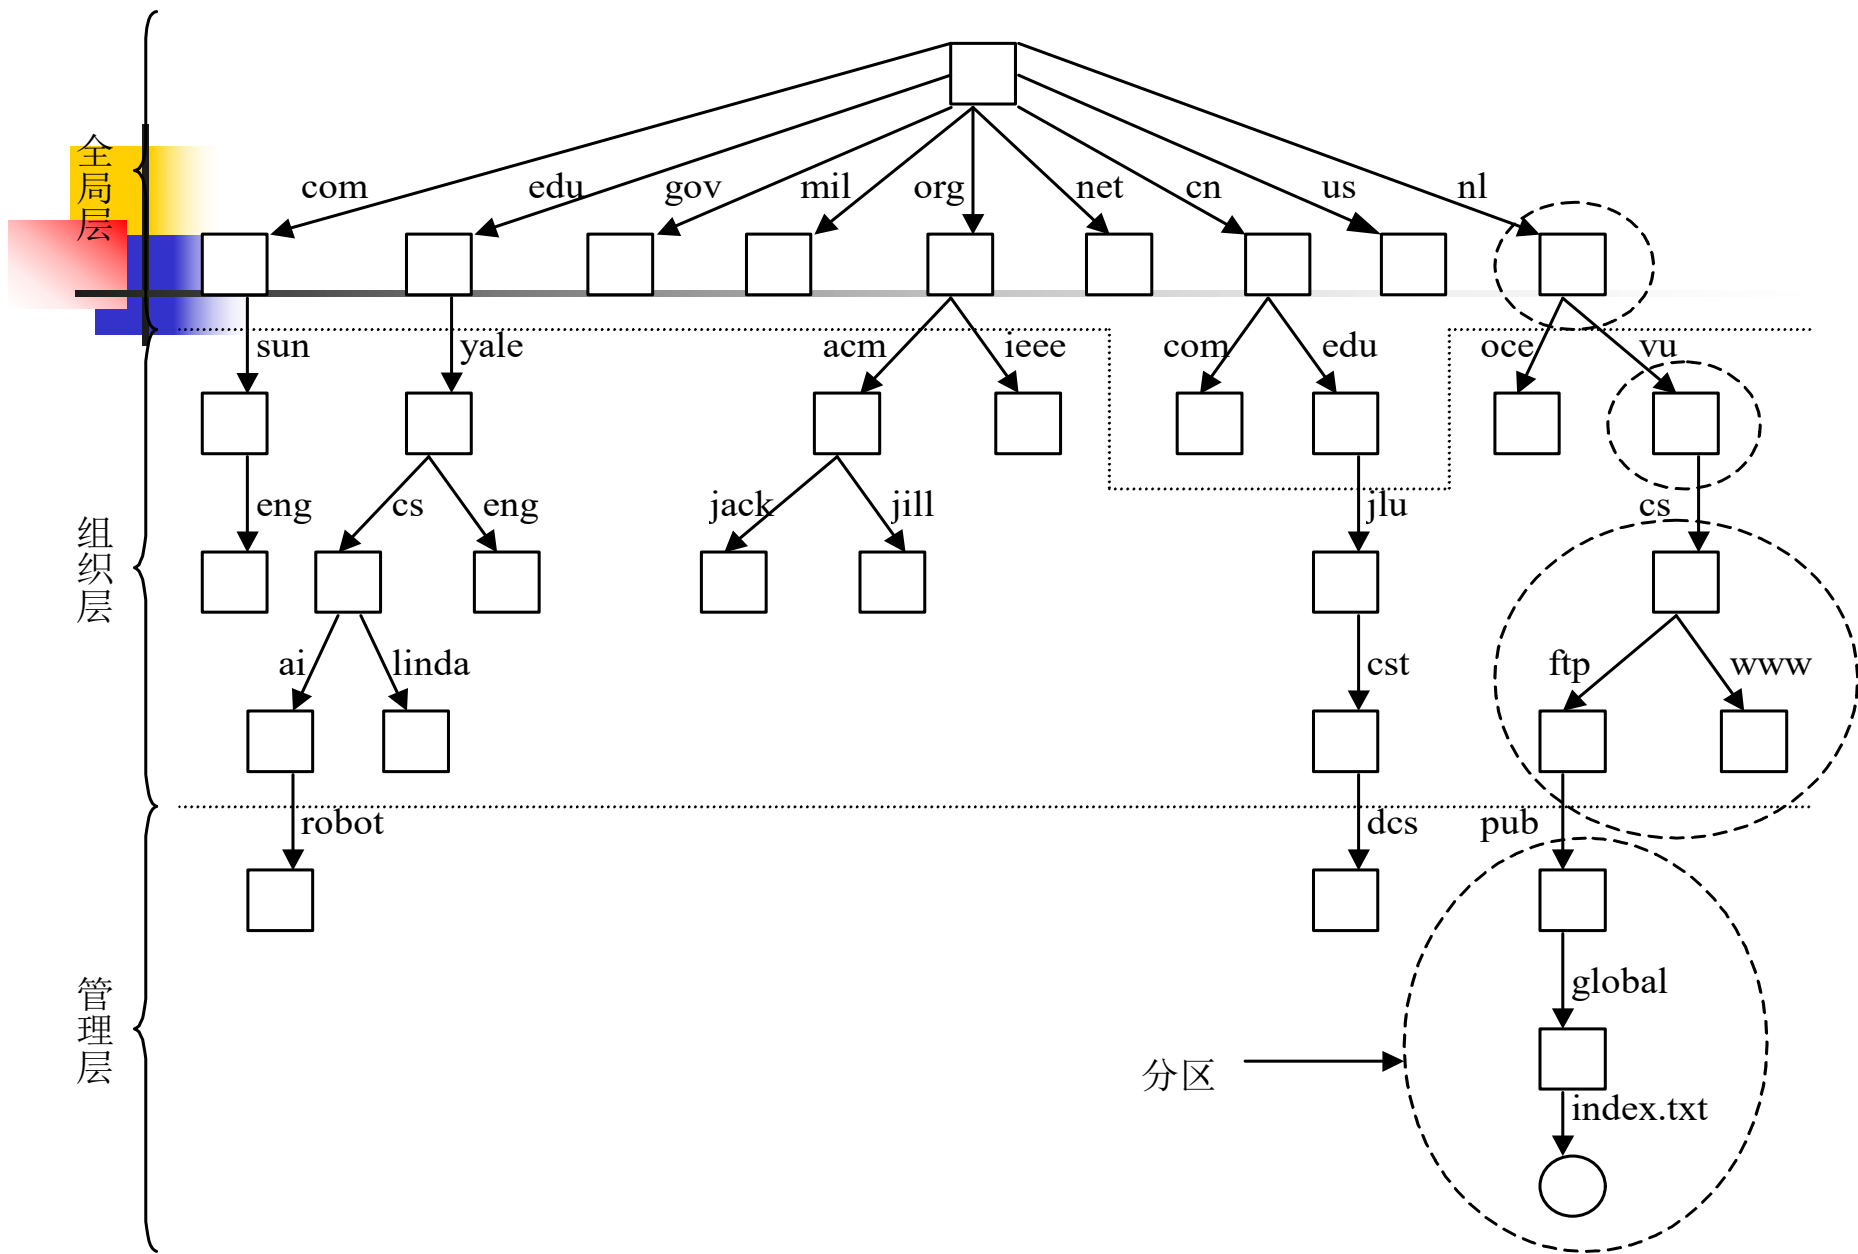 全局层
com edu gov mil org net cn us nl
sun yale acm ieee com edu oce vu
组织层
eng cs eng jack jill jlu cs
ai linda cst ftp www
robot dcs pub
管理层
global
分区
index.txt